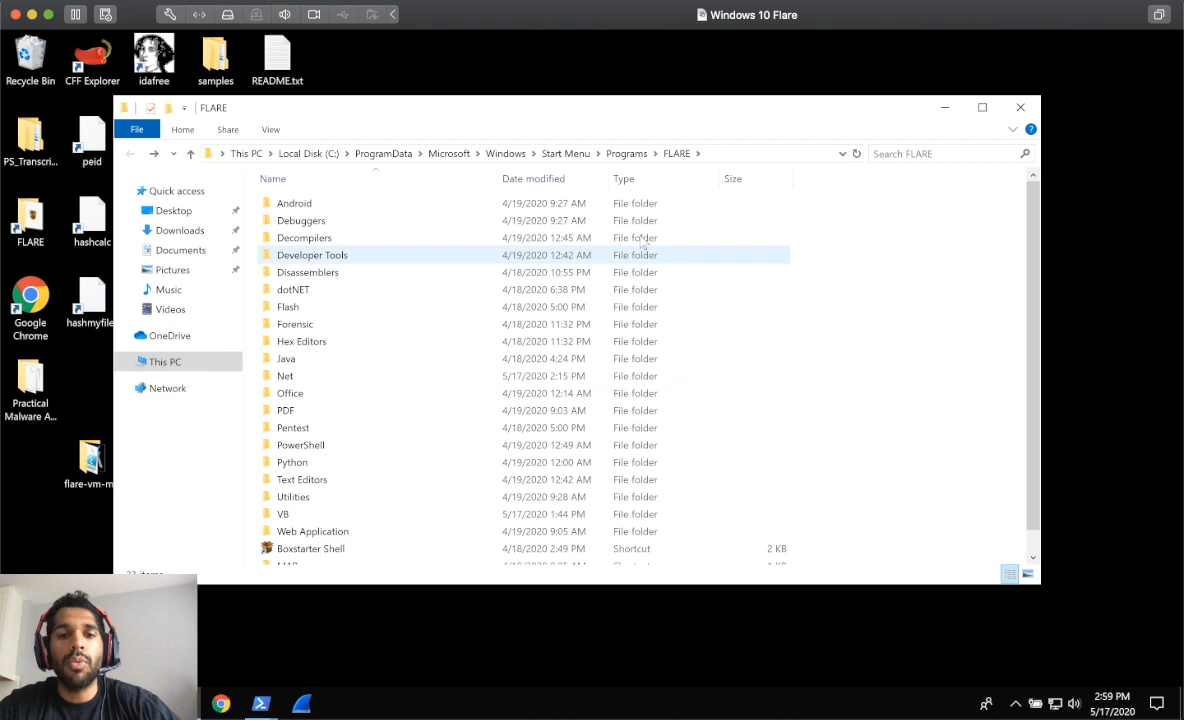 Windows 10 Flare
Recycle Bin
CFF Explorer
idafree
samples
README.txt
FLARE
File
Home
Share
View
This PC > Local Disk (C:) > ProgramData > Microsoft > Windows > Start Menu > Programs > FLARE >
Search FLARE
PS_Transcri...
peid
FLARE
hashcalc
Google
Chrome
hashmyfile
Practical
Malware A...
flare-vm-m
Quick access
Desktop
Downloads
Documents
Pictures
Music
Videos
OneDrive
This PC
Network
Name Date modified Type Size
Android 4/19/2020 9:27 AM File folder
Debuggers 4/19/2020 9:27 AM File folder
Decompilers 4/19/2020 12:45 AM File folder
Developer Tools 4/19/2020 12:42 AM File folder
Disassemblers 4/18/2020 10:55 PM File folder
dotNET 4/18/2020 6:38 PM File folder
Flash 4/18/2020 5:00 PM File folder
Forensic 4/18/2020 11:32 PM File folder
Hex Editors 4/18/2020 11:32 PM File folder
Java 4/18/2020 4:24 PM File folder
Net 5/17/2020 2:15 PM File folder
Office 4/19/2020 12:14 AM File folder
PDF 4/19/2020 9:03 AM File folder
Pentest 4/18/2020 5:00 PM File folder
PowerShell 4/19/2020 12:49 AM File folder
Python 4/19/2020 12:00 AM File folder
Text Editors 4/19/2020 12:42 AM File folder
Utilities 4/19/2020 9:28 AM File folder
VB 5/17/2020 1:44 PM File folder
Web Application 4/19/2020 9:05 AM File folder
Boxstarter Shell 4/18/2020 2:49 PM Shortcut 2 KB
2:59 PM
5/17/2020